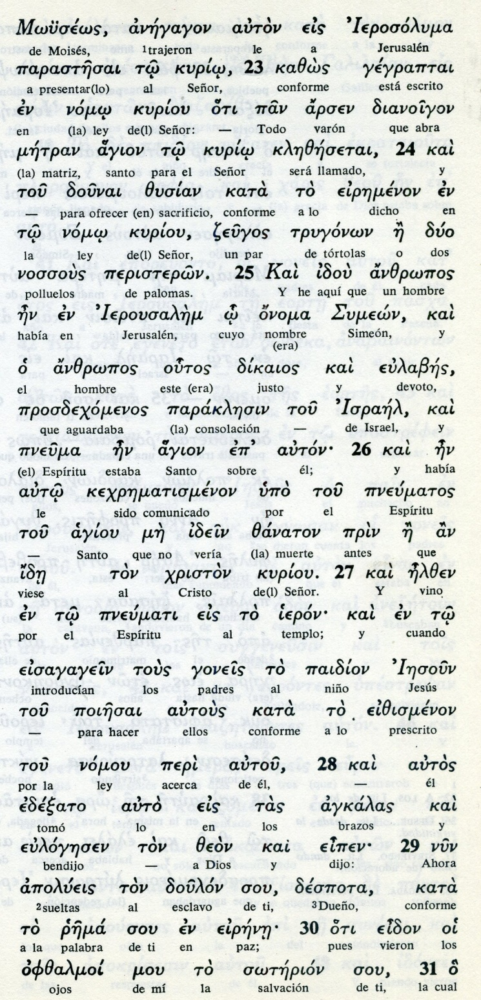 Μωϋσέως, ἀνήγαγον αὐτὸν εἰς Ἱεροσόλυμα
de Moisés, ¹trajeron le a Jerusalén
παραστῆσαι τῷ κυρίῳ, 23 καθὼς γέγραπται
a presentar(lo) al Señor, conforme está escrito
ἐν νόμῳ κυρίου ὅτι πᾶν ἄρσεν διανοῖγον
en (la) ley de(l) Señor: Todo varón que abra
μήτραν ἅγιον τῷ κυρίῳ κληθήσεται, 24 καὶ
(la) matriz, santo para el Señor será llamado, y
τοῦ δοῦναι θυσίαν κατὰ τὸ εἰρημένον ἐν
— para ofrecer (en) sacrificio, conforme a lo dicho en
τῷ νόμῳ κυρίου, ζεῦγος τρυγόνων ἢ δύο
la ley de(l) Señor, un par de tórtolas o dos
νοσσοὺς περιστερῶν. 25 Καὶ ἰδοὺ ἄνθρωπος
polluelos de palomas. Y he aquí que un hombre
ἦν ἐν Ἰερουσαλὴμ ᾧ ὄνομα Συμεών, καὶ
había en Jerusalén, cuyo nombre Simeón, y
(era)
ὁ ἄνθρωπος οὗτος δίκαιος καὶ εὐλαβής,
el hombre este (era) justo y devoto,
προσδεχόμενος παράκλησιν τοῦ Ἰσραήλ, καὶ
que aguardaba (la) consolación — de Israel, y
πνεῦμα ἦν ἅγιον ἐπ’ αὐτόν· 26 καὶ ἦν
(el) Espíritu estaba Santo sobre él; y había
αὐτῷ κεχρηματισμένον ὑπὸ τοῦ πνεύματος
le sido comunicado por el Espíritu
τοῦ ἁγίου μὴ ἰδεῖν θάνατον πρὶν ἢ ἂν
— Santo que no vería (la) muerte antes que
ἴδῃ τὸν χριστὸν κυρίου. 27 καὶ ἦλθεν
viese al Cristo de(l) Señor. Y vino
ἐν τῷ πνεύματι εἰς τὸ ἱερόν· καὶ ἐν τῷ
por el Espíritu al templo; y cuando
εἰσαγαγεῖν τοὺς γονεῖς τὸ παιδίον Ἰησοῦν
introducían los padres al niño Jesús
τοῦ ποιῆσαι αὐτοὺς κατὰ τὸ εἰθισμένον
— para hacer ellos conforme a lo prescrito
τοῦ νόμου περὶ αὐτοῦ, 28 καὶ αὐτὸς
por la ley acerca de él, — él
ἐδέξατο αὐτὸ εἰς τὰς ἀγκάλας καὶ
tomó lo en los brazos y
εὐλόγησεν τὸν θεὸν καὶ εἶπεν· 29 νῦν
bendijo — a Dios y dijo: Ahora
ἀπολύεις τὸν δοῦλόν σου, δέσποτα, κατὰ
²sueltas al esclavo de ti, ³Dueño, conforme
τὸ ῥῆμά σου ἐν εἰρήνῃ· 30 ὅτι εἶδον οἱ
a la palabra de ti en paz; pues vieron los
ὀφθαλμοί μου τὸ σωτήριόν σου, 31 ὃ
ojos de mí la salvación de ti, la cual